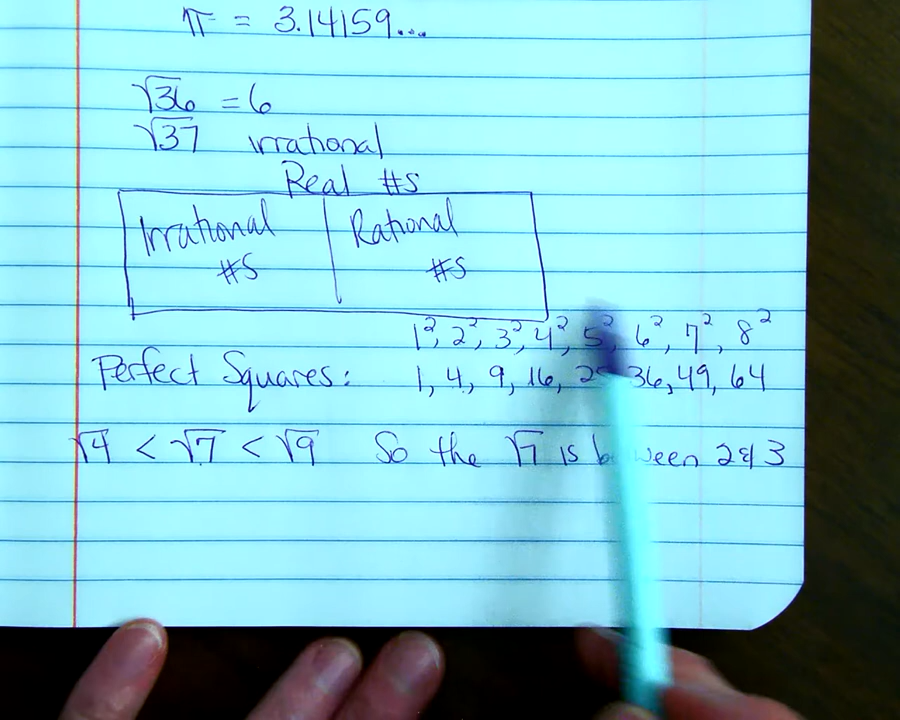 π = 3.14159...
√36 = 6
√37 irrational
Real #s
Irrational #s
Rational #s
1², 2², 3², 4², 5², 6², 7², 8²
Perfect Squares: 1, 4, 9, 16, 36, 49, 64
√4 < √7 < √9 So the √7 is between 2 & 3